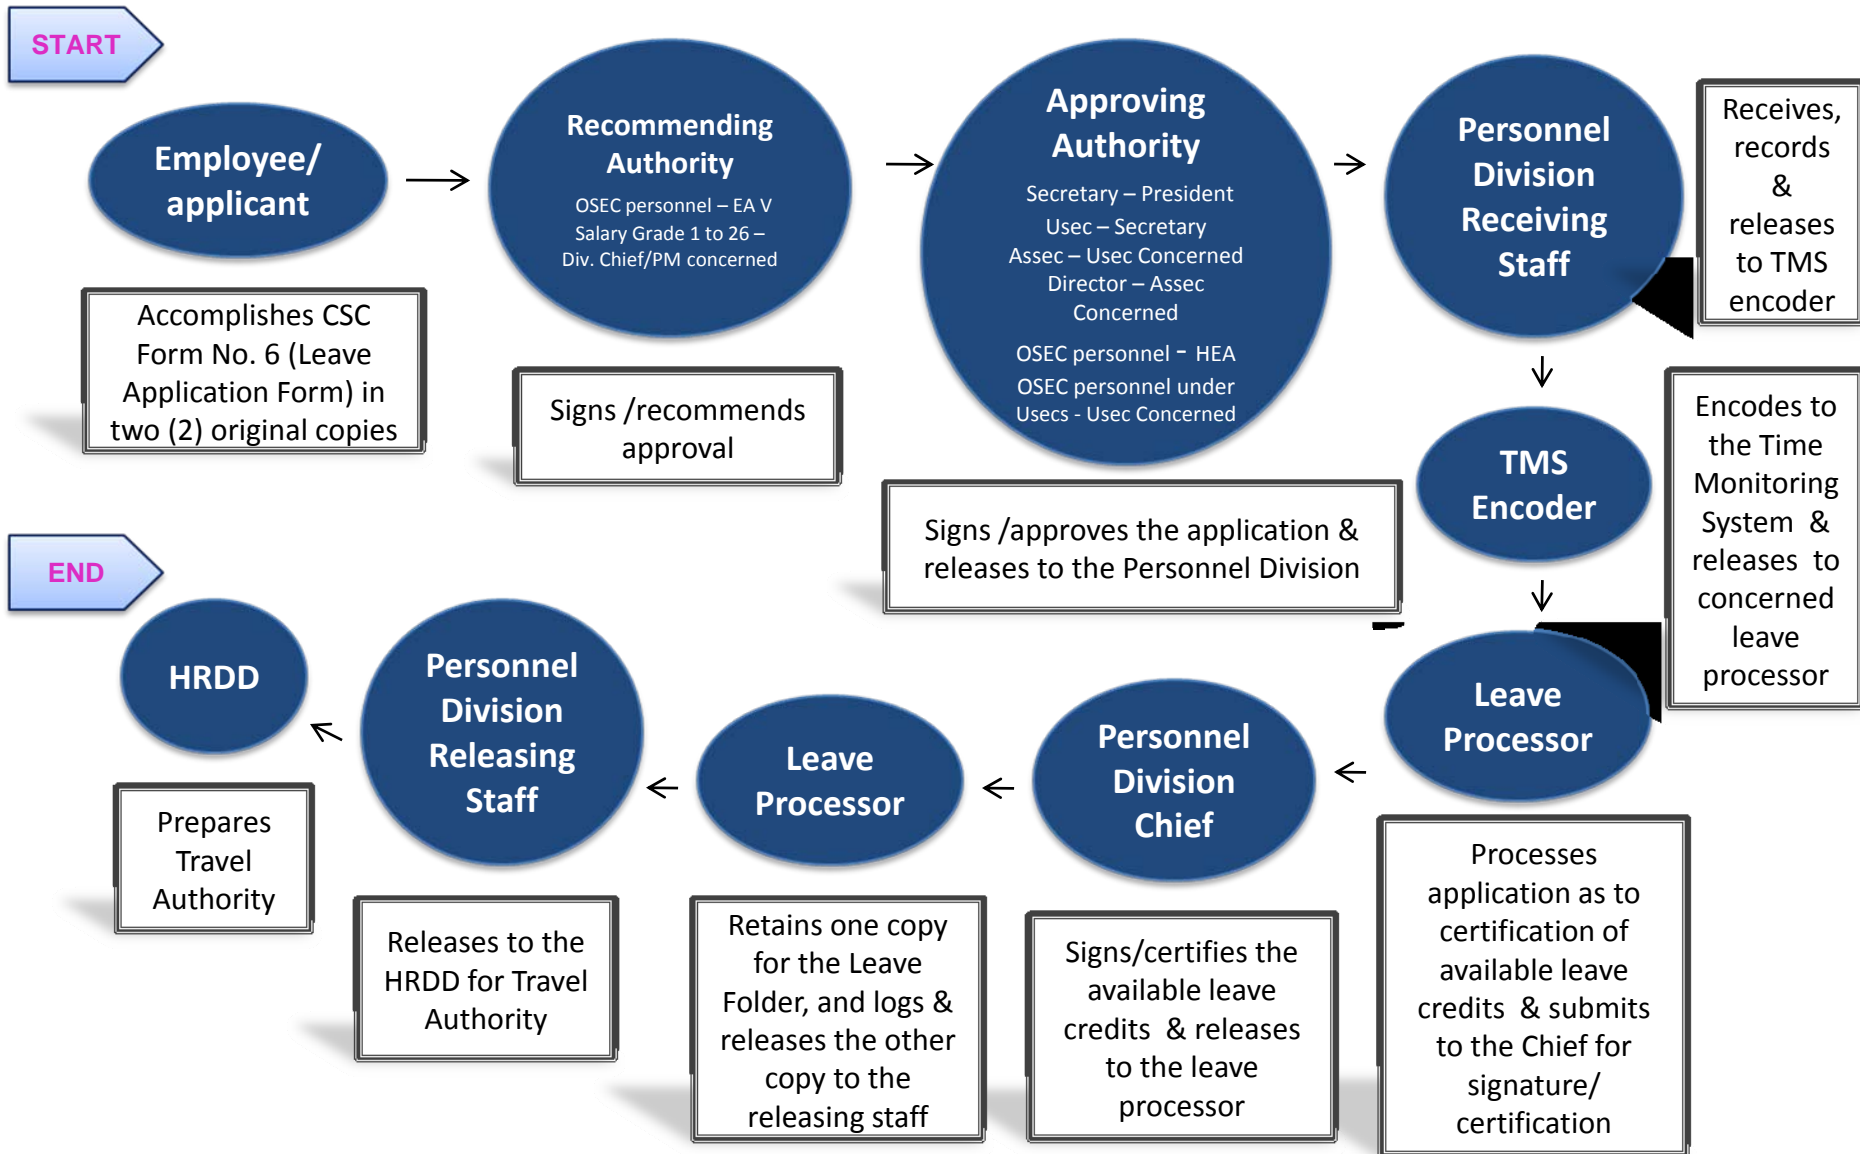 START
Employee/
applicant
Accomplishes CSC
Form No. 6 (Leave
Application Form) in
two (2) original copies
Recommending
Authority
OSEC personnel – EA V
Salary Grade 1 to 26 –
Div. Chief/PM concerned
Signs /recommends
approval
Approving
Authority
Secretary – President
Usec – Secretary
Assec – Usec Concerned
Director – Assec
Concerned
OSEC personnel - HEA
OSEC personnel under
Usecs - Usec Concerned
Signs /approves the application &
releases to the Personnel Division
Personnel
Division
Receiving
Staff
Receives,
records
&
releases
to TMS
encoder
TMS
Encoder
Encodes to
the Time
Monitoring
System &
releases to
concerned
leave
processor
Leave
Processor
Processes
application as to
certification of
available leave
credits & submits
to the Chief for
signature/
certification
Personnel
Division
Chief
Signs/certifies the
available leave
credits & releases
to the leave
processor
Leave
Processor
Retains one copy
for the Leave
Folder, and logs &
releases the other
copy to the
releasing staff
Personnel
Division
Releasing
Staff
Releases to the
HRDD for Travel
Authority
END
HRDD
Prepares
Travel
Authority